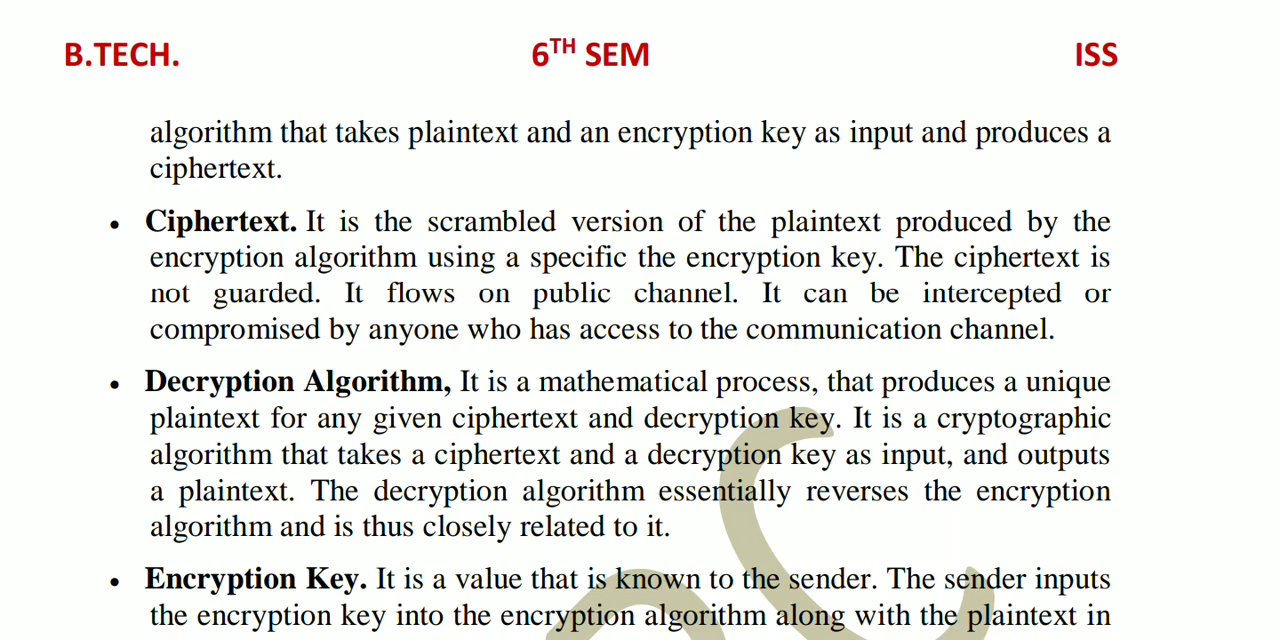 B.TECH. 6TH SEM ISS
algorithm that takes plaintext and an encryption key as input and produces a
ciphertext.
• Ciphertext. It is the scrambled version of the plaintext produced by the
encryption algorithm using a specific the encryption key. The ciphertext is
not guarded. It flows on public channel. It can be intercepted or
compromised by anyone who has access to the communication channel.
• Decryption Algorithm, It is a mathematical process, that produces a unique
plaintext for any given ciphertext and decryption key. It is a cryptographic
algorithm that takes a ciphertext and a decryption key as input, and outputs
a plaintext. The decryption algorithm essentially reverses the encryption
algorithm and is thus closely related to it.
• Encryption Key. It is a value that is known to the sender. The sender inputs
the encryption key into the encryption algorithm along with the plaintext in